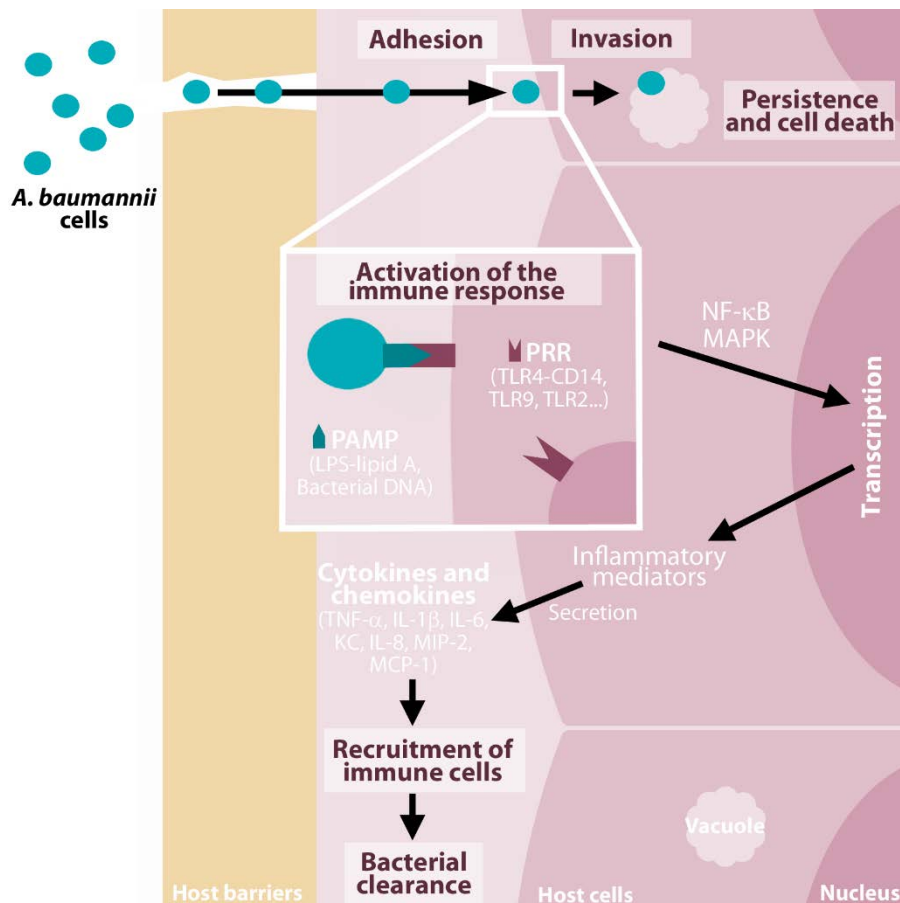 Adhesion
Invasion
Persistence
and cell death
A. baumannii
cells
Activation of the
immune response
PRR
(TLR4-CD14,
TLR9, TLR2...)
PAMP
(LPS-lipid A,
Bacterial DNA)
NF-κB
MAPK
Transcription
Inflammatory
mediators
Secretion
Cytokines and
chemokines
(TNF-α, IL-1β, IL-6,
KC, IL-8, MIP-2,
MCP-1)
Recruitment of
immune cells
Bacterial
clearance
Vacuole
Host barriers
Host cells
Nucleus